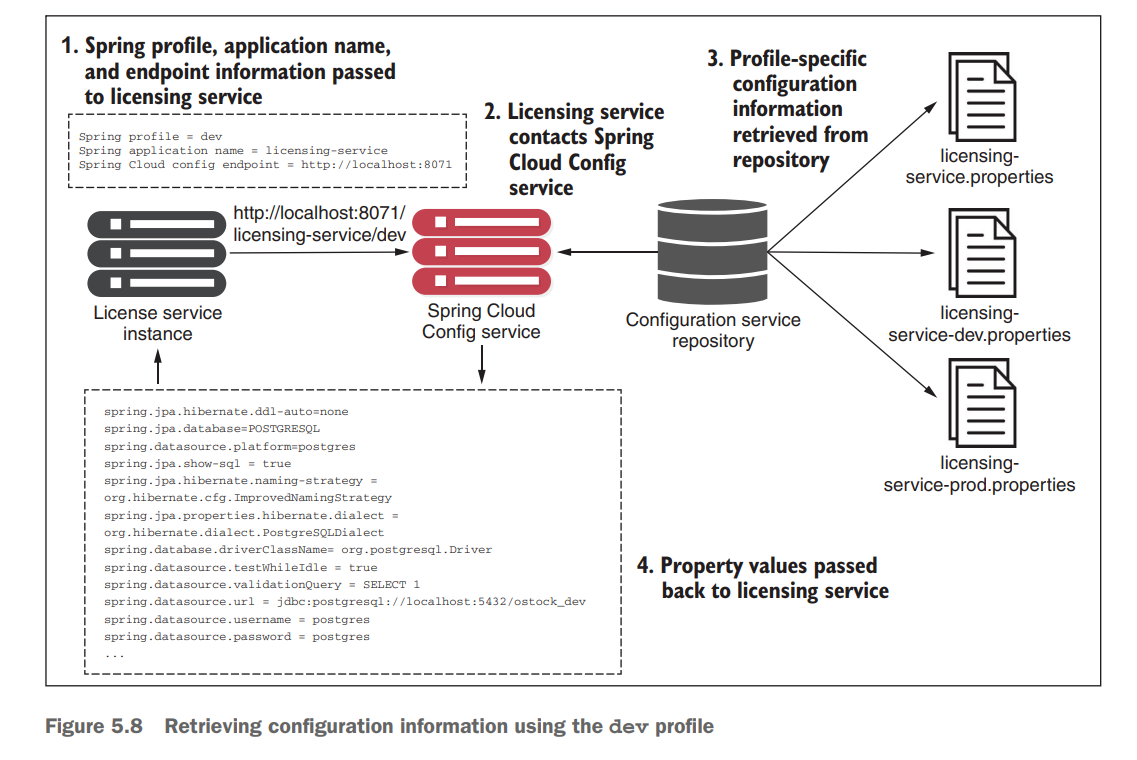 1. Spring profile, application name,
and endpoint information passed
to licensing service
Spring profile = dev
Spring application name = licensing-service
Spring Cloud config endpoint = http://localhost:8071
2. Licensing service
contacts Spring
Cloud Config
service
3. Profile-specific
configuration
information
retrieved from
repository
licensing-
service.properties
http://localhost:8071/
licensing-service/dev
License service
instance
Spring Cloud
Config service
Configuration service
repository
licensing-
service-dev.properties
licensing-
service-prod.properties
spring.jpa.hibernate.ddl-auto=none
spring.jpa.database=POSTGRESQL
spring.datasource.platform=postgres
spring.jpa.show-sql = true
spring.jpa.hibernate.naming-strategy =
org.hibernate.cfg.ImprovedNamingStrategy
spring.jpa.properties.hibernate.dialect =
org.hibernate.dialect.PostgreSQLDialect
spring.database.driverClassName= org.postgresql.Driver
spring.datasource.testWhileIdle = true
spring.datasource.validationQuery = SELECT 1
spring.datasource.url = jdbc:postgresql://localhost:5432/ostock_dev
spring.datasource.username = postgres
spring.datasource.password = postgres
...
4. Property values passed
back to licensing service
Figure 5.8 Retrieving configuration information using the dev profile